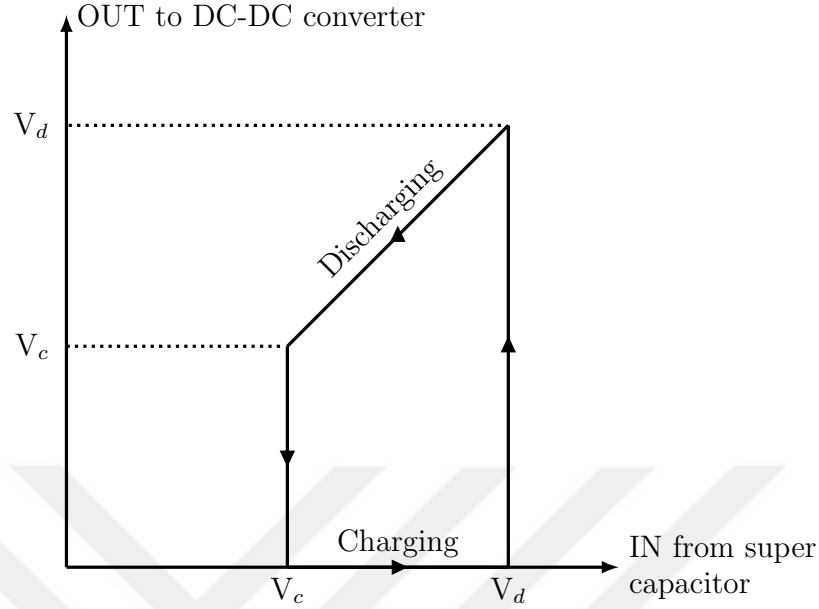 OUT to DC-DC converter
V_d
Discharging
V_c
Charging
IN from super
capacitor
V_c
V_d